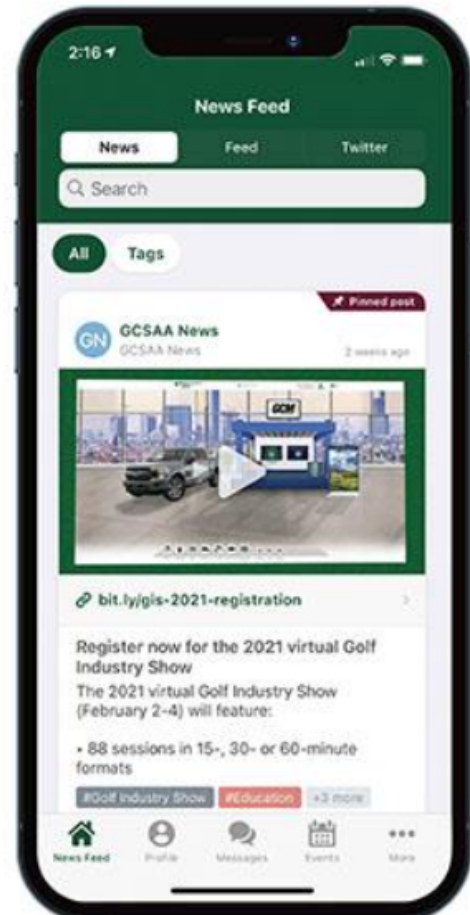 2:16
News Feed
News Feed Twitter
Search
All Tags
Pinned post
GN GCSAA News
GCSAA News 2 weeks ago
GCM
bit.ly/gis-2021-registration
Register now for the 2021 virtual Golf
Industry Show
The 2021 virtual Golf Industry Show
(February 2-4) will feature:
• 88 sessions in 15-, 30- or 60-minute
formats
#Golf Industry Show #Education +3 more
News Feed Profile Messages Events More